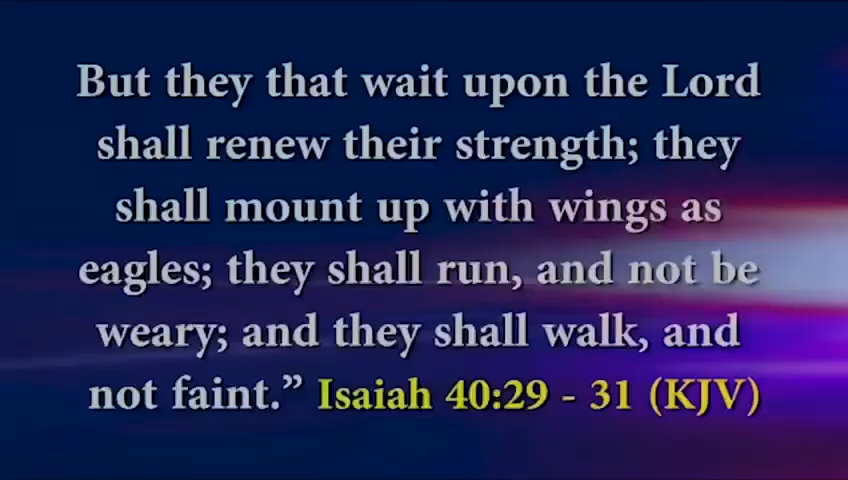 But they that wait upon the Lord
shall renew their strength; they
shall mount up with wings as
eagles; they shall run, and not be
weary; and they shall walk, and
not faint.” Isaiah 40:29 - 31 (KJV)